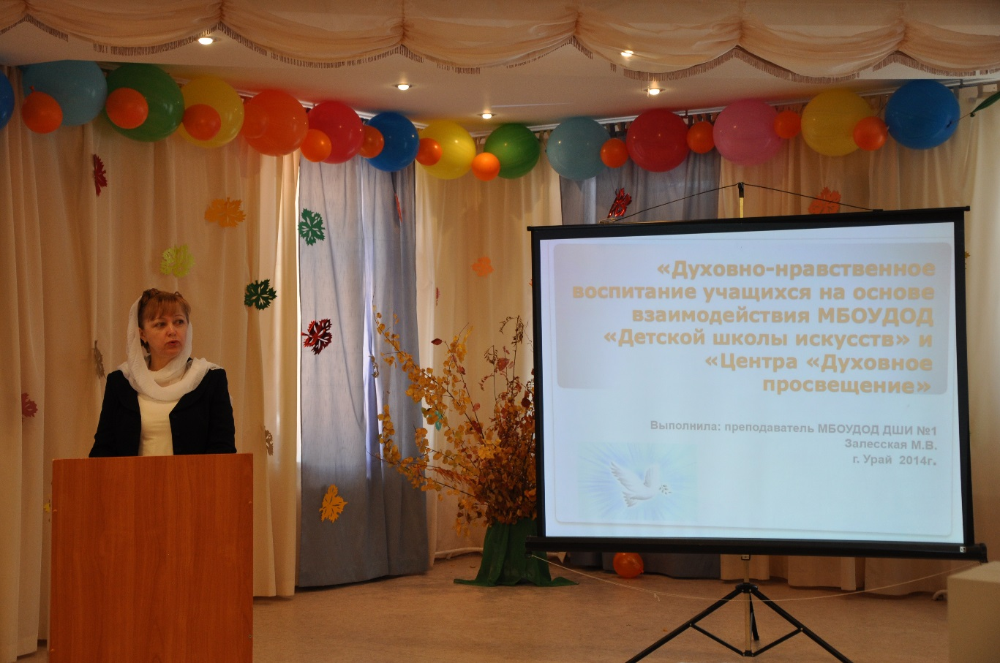 «Духовно-нравственное
воспитание учащихся на основе
взаимодействия МБОУДОД
«Детской школы искусств» и
«Центра «Духовное
просвещение»
Выполнила: преподаватель МБОУДОД ДШИ №1
Залесская М.В.
г. Урай 2014г.